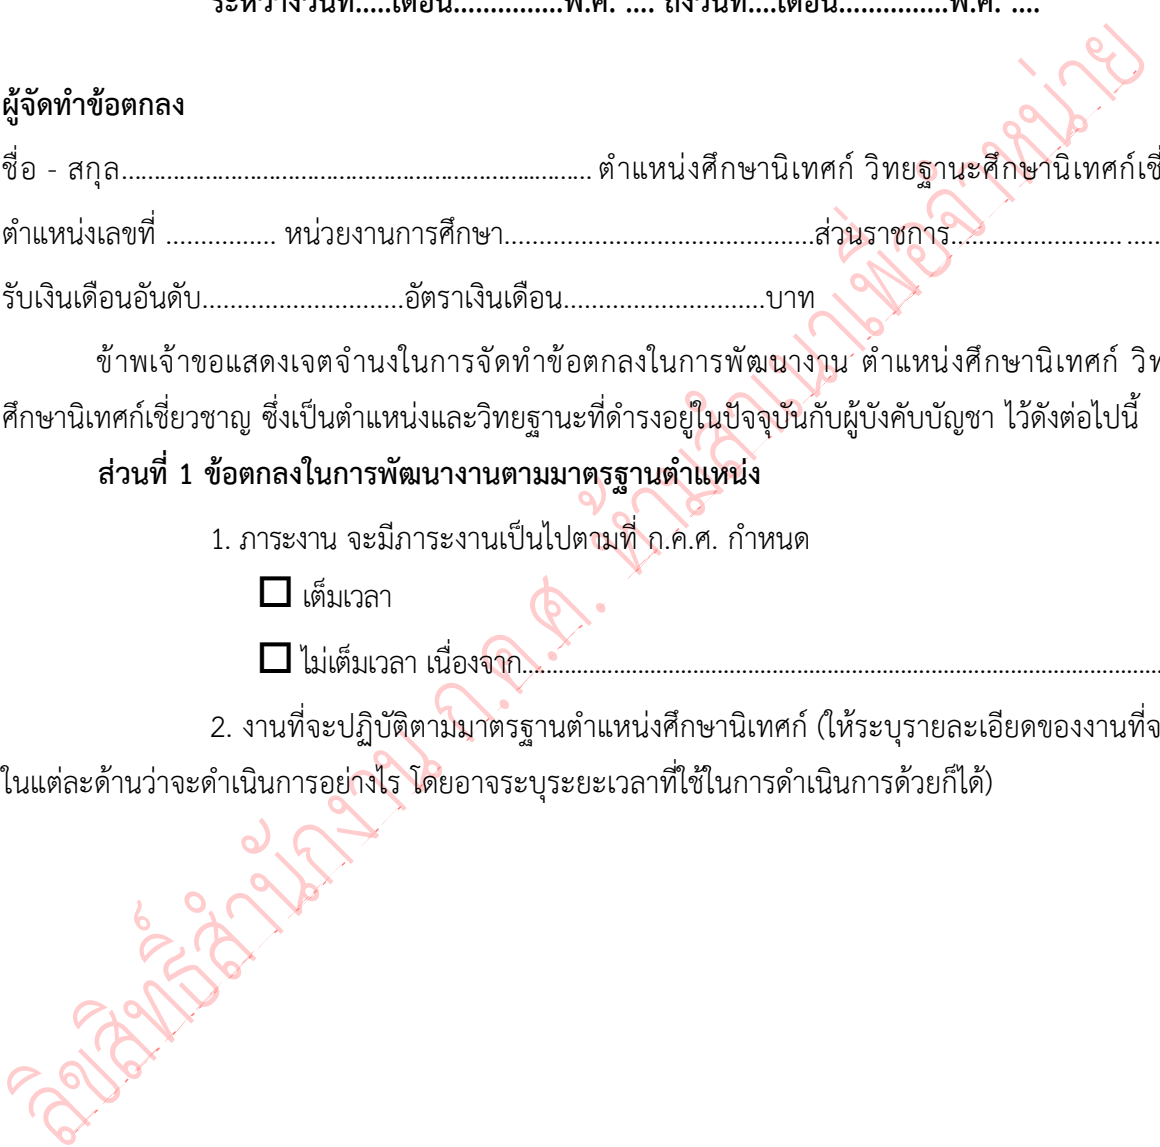 ระหว่างวันที่.....เดือน................พ.ศ. .... ถึงวันที่....เดือน................พ.ศ. ....
ผู้จัดทำข้อตกลง
ชื่อ - สกุล....................................................................... ตำแหน่งศึกษานิเทศก์ วิทยฐานะศึกษานิเทศก์เชี่
ตำแหน่งเลขที่ ................ หน่วยงานการศึกษา.............................................ส่วนราชการ..............................
รับเงินเดือนอันดับ.............................อัตราเงินเดือน.............................บาท
ข้าพเจ้าขอแสดงเจตจำนงในการจัดทำข้อตกลงในการพัฒนางาน ตำแหน่งศึกษานิเทศก์ วิท
ศึกษานิเทศก์เชี่ยวชาญ ซึ่งเป็นตำแหน่งและวิทยฐานะที่ดำรงอยู่ในปัจจุบันกับผู้บังคับบัญชา ไว้ดังต่อไปนี้
ส่วนที่ 1 ข้อตกลงในการพัฒนางานตามมาตรฐานตำแหน่ง
1. ภาระงาน จะมีภาระงานเป็นไปตามที่ ก.ค.ศ. กำหนด
☐ เต็มเวลา
☐ ไม่เต็มเวลา เนื่องจาก..............................................................................................
2. งานที่จะปฏิบัติตามมาตรฐานตำแหน่งศึกษานิเทศก์ (ให้ระบุรายละเอียดของงานที่จ
ในแต่ละด้านว่าจะดำเนินการอย่างไร โดยอาจระบุระยะเวลาที่ใช้ในการดำเนินการด้วยก็ได้)
ลิขสิทธิ์สำนักงาน ก.ค.ศ. ห้ามสำเนาเพื่อจำหน่าย